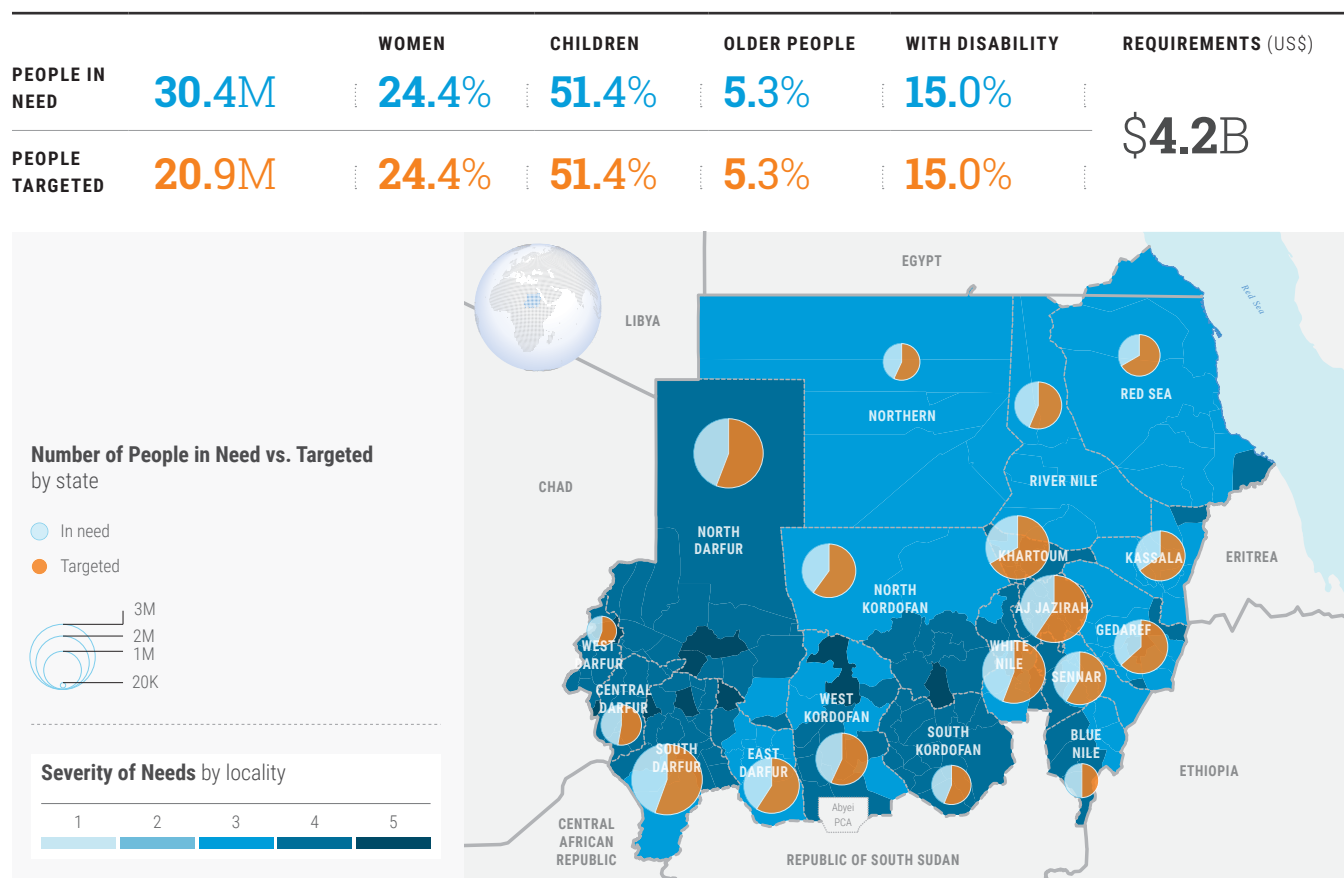 WOMEN
CHILDREN
OLDER PEOPLE
WITH DISABILITY
REQUIREMENTS (US$)
PEOPLE IN
NEED
30.4M
24.4%
51.4%
5.3%
15.0%
$4.2B
PEOPLE
TARGETED
20.9M
24.4%
51.4%
5.3%
15.0%
Number of People in Need vs. Targeted
by state
In need
Targeted
3M
2M
1M
20K
Severity of Needs by locality
1
2
3
4
5
EGYPT
LIBYA
Red Sea
RED SEA
NORTHERN
CHAD
RIVER NILE
NORTH
DARFUR
KHARTOUM
KASSALA
ERITREA
NORTH
KORDOFAN
AJ JAZIRAH
GEDAREF
WEST
DARFUR
WHITE
NILE
SENNAR
CENTRAL
DARFUR
WEST
KORDOFAN
SOUTH
KORDOFAN
BLUE
NILE
SOUTH
DARFUR
EAST
DARFUR
ETHIOPIA
Abyei
PCA
CENTRAL
AFRICAN
REPUBLIC
REPUBLIC OF SOUTH SUDAN